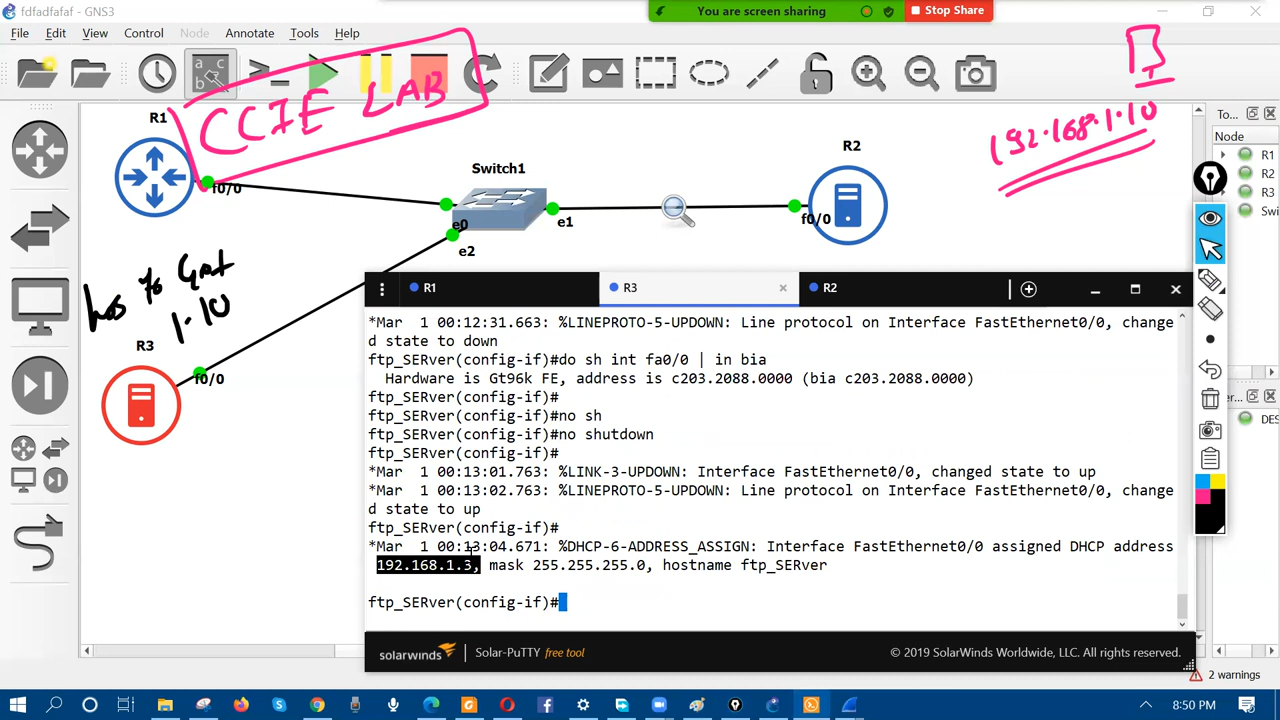 fdfadfafaf - GNS3
You are screen sharing
Stop Share
File Edit View Control Node Annotate Tools Help
a b
c
CCIE LAB
192.168.1.10
R1
f0/0
Switch1
e0
e1
e2
R2
f0/0
has to Get
1.10
R3
f0/0
To...
Node
R1
R2
R3
Swi
er...
DES
R1
R3
R2
*Mar  1 00:12:31.663: %LINEPROTO-5-UPDOWN: Line protocol on Interface FastEthernet0/0, change
d state to down
ftp_SERver(config-if)#do sh int fa0/0 | in bia
  Hardware is Gt96k FE, address is c203.2088.0000 (bia c203.2088.0000)
ftp_SERver(config-if)#
ftp_SERver(config-if)#no sh
ftp_SERver(config-if)#no shutdown
ftp_SERver(config-if)#
*Mar  1 00:13:01.763: %LINK-3-UPDOWN: Interface FastEthernet0/0, changed state to up
*Mar  1 00:13:02.763: %LINEPROTO-5-UPDOWN: Line protocol on Interface FastEthernet0/0, change
d state to up
ftp_SERver(config-if)#
*Mar  1 00:13:04.671: %DHCP-6-ADDRESS_ASSIGN: Interface FastEthernet0/0 assigned DHCP address
192.168.1.3, mask 255.255.255.0, hostname ftp_SERver
ftp_SERver(config-if)#
solarwinds Solar-PuTTY free tool © 2019 SolarWinds Worldwide, LLC. All rights reserved.
2 warnings
8:50 PM